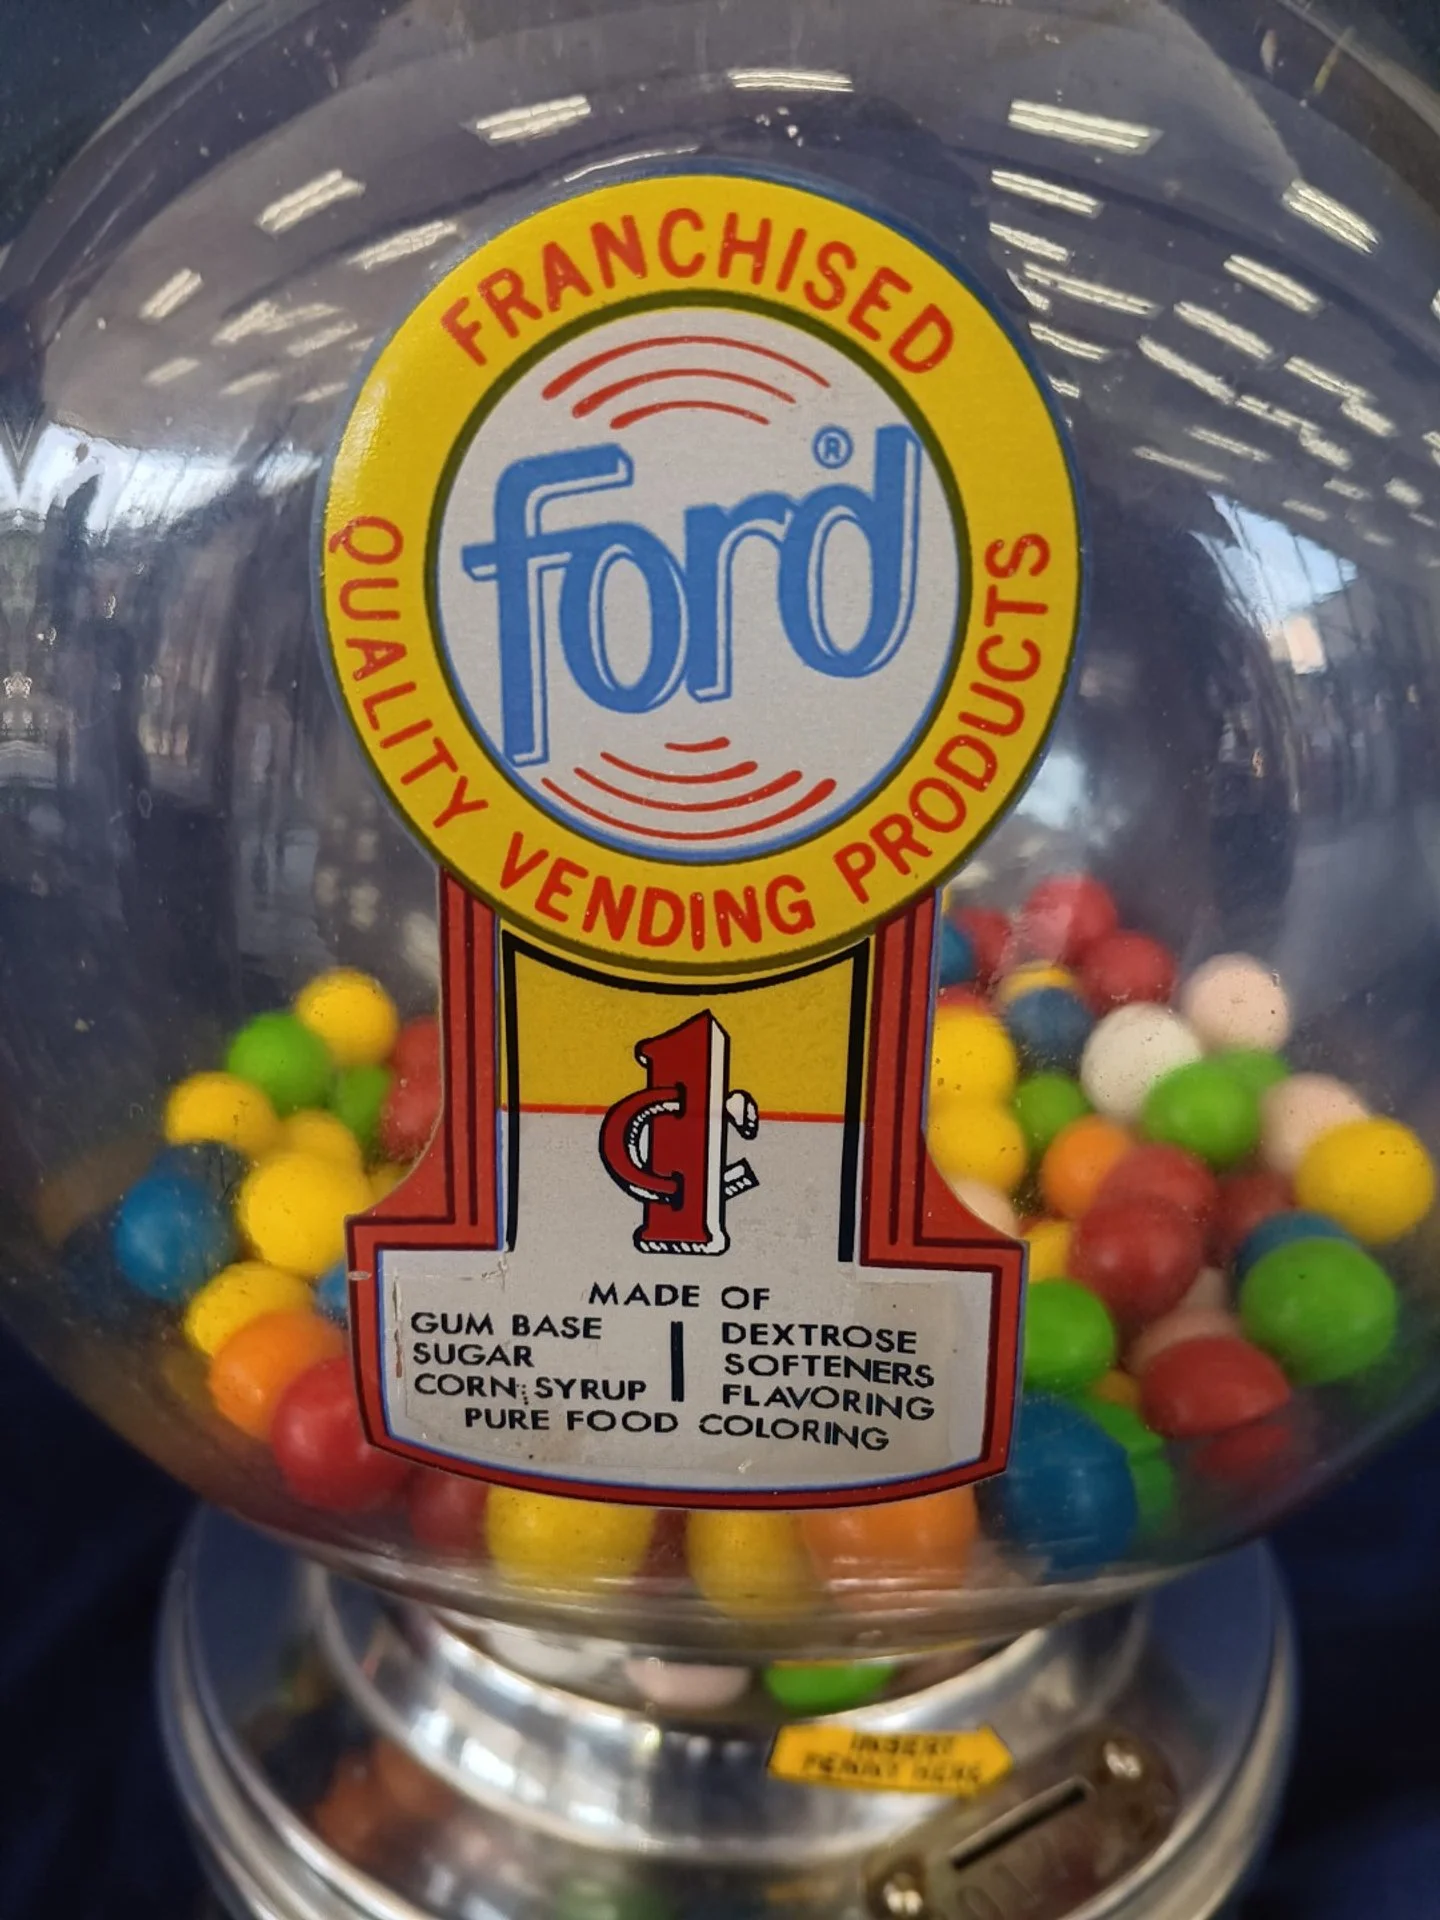 FRANCHISED
ford ®
QUALITY VENDING PRODUCTS
1¢
MADE OF
GUM BASE
SUGAR
CORN SYRUP
DEXTROSE
SOFTENERS
FLAVORING
PURE FOOD COLORING
INSERT
PENNY HERE